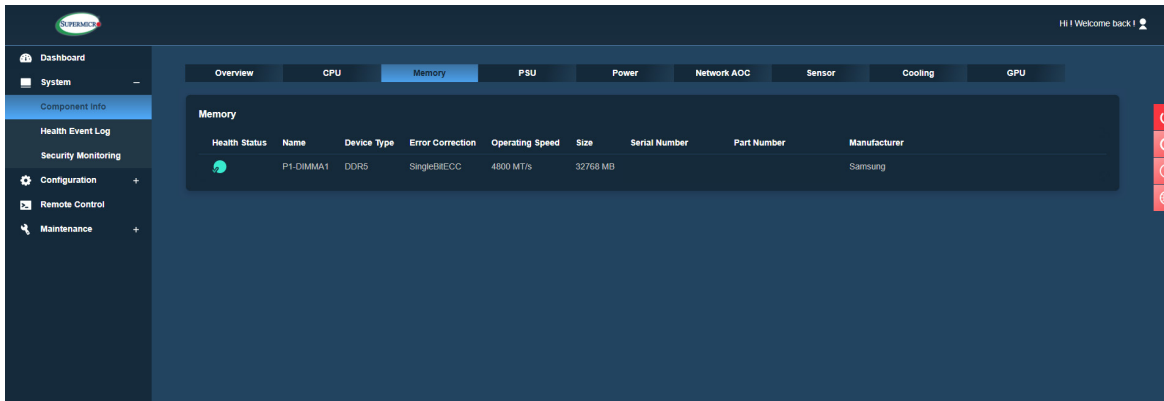 SUPERMICR
Hi ! Welcome back !
Dashboard
System −
Component Info
Health Event Log
Security Monitoring
Configuration +
Remote Control
Maintenance +
Overview CPU Memory PSU Power Network AOC Sensor Cooling GPU
Memory
Health Status Name Device Type Error Correction Operating Speed Size Serial Number Part Number Manufacturer
P1-DIMMA1 DDR5 SingleBitECC 4800 MT/s 32768 MB Samsung